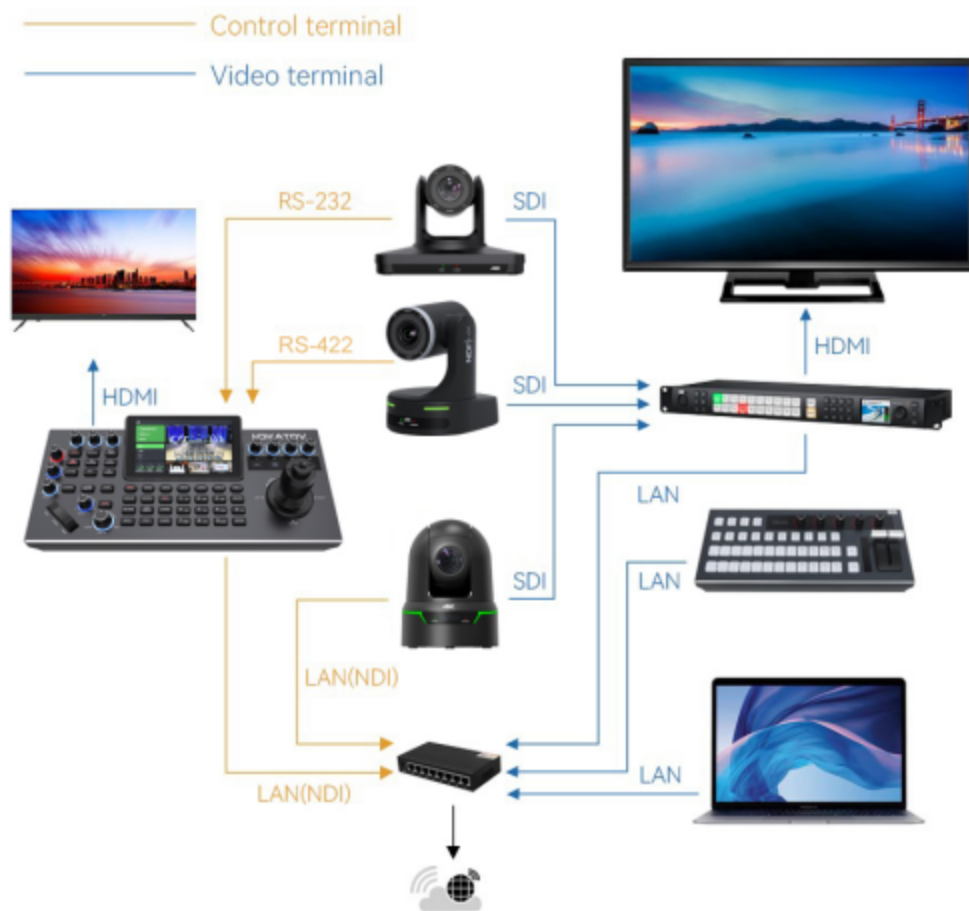 Control terminal
Video terminal
RS-232
SDI
RS-422
SDI
HDMI
HDMI
LAN
SDI
LAN
LAN(NDI)
LAN
LAN(NDI)